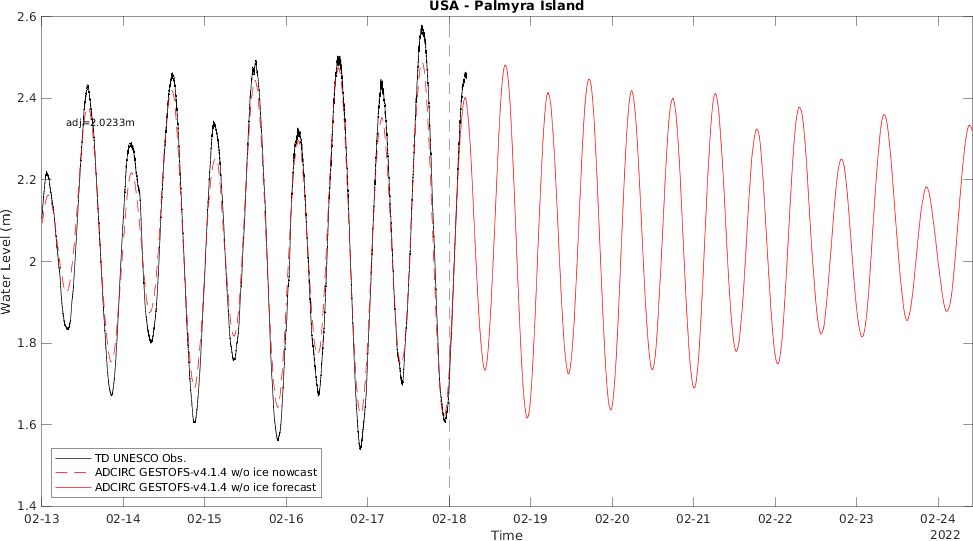 USA - Palmyra Island
2.6
2.4
2.2
2
1.8
1.6
1.4
Water Level (m)
adj=2.0233m
TD UNESCO Obs.
ADCIRC GESTOFS-v4.1.4 w/o ice nowcast
ADCIRC GESTOFS-v4.1.4 w/o ice forecast
02-13 02-14 02-15 02-16 02-17 02-18 02-19 02-20 02-21 02-22 02-23 02-24
Time
2022